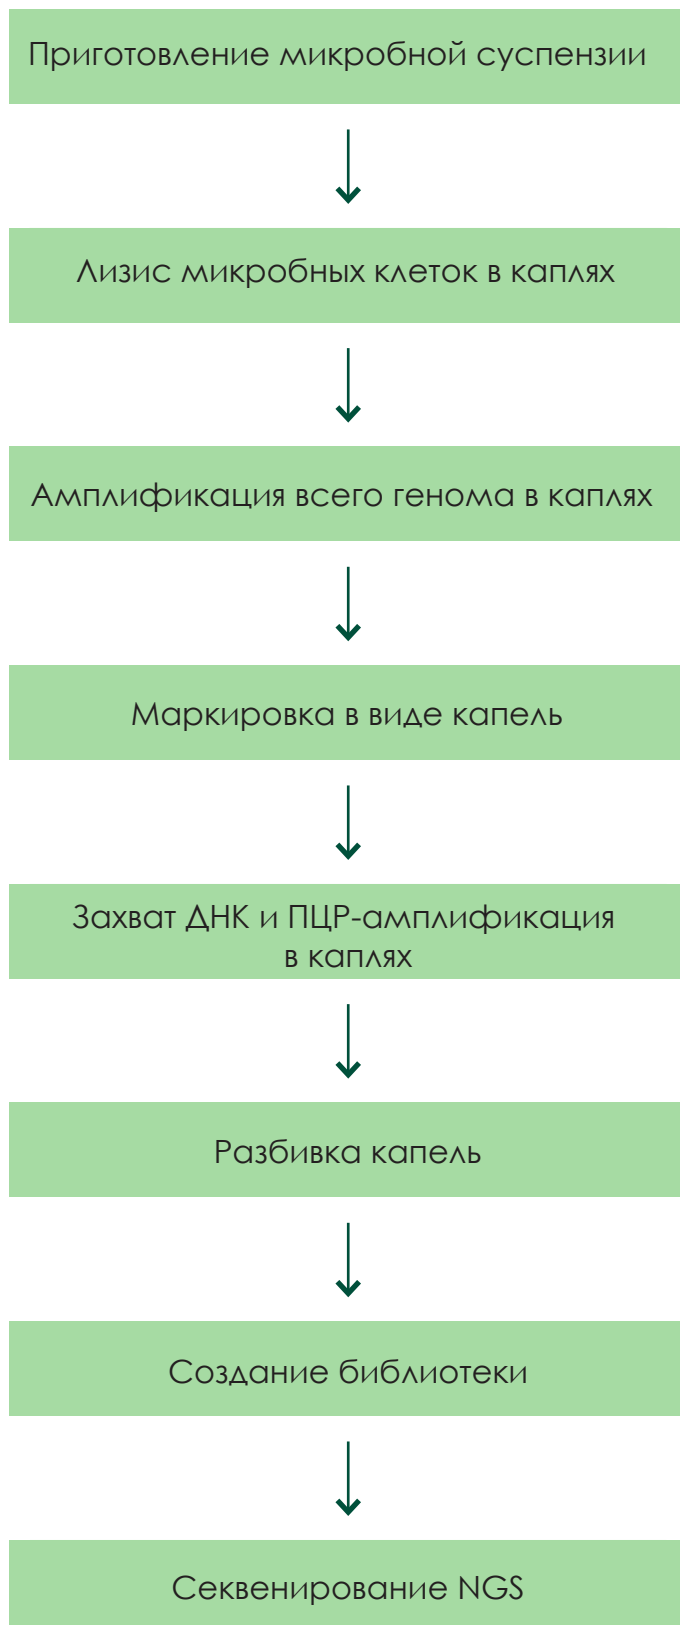 Приготовление микробной суспензии
Лизис микробных клеток в каплях
Амплификация всего генома в каплях
Маркировка в виде капель
Захват ДНК и ПЦР-амплификация
в каплях
Разбивка капель
Создание библиотеки
Секвенирование NGS